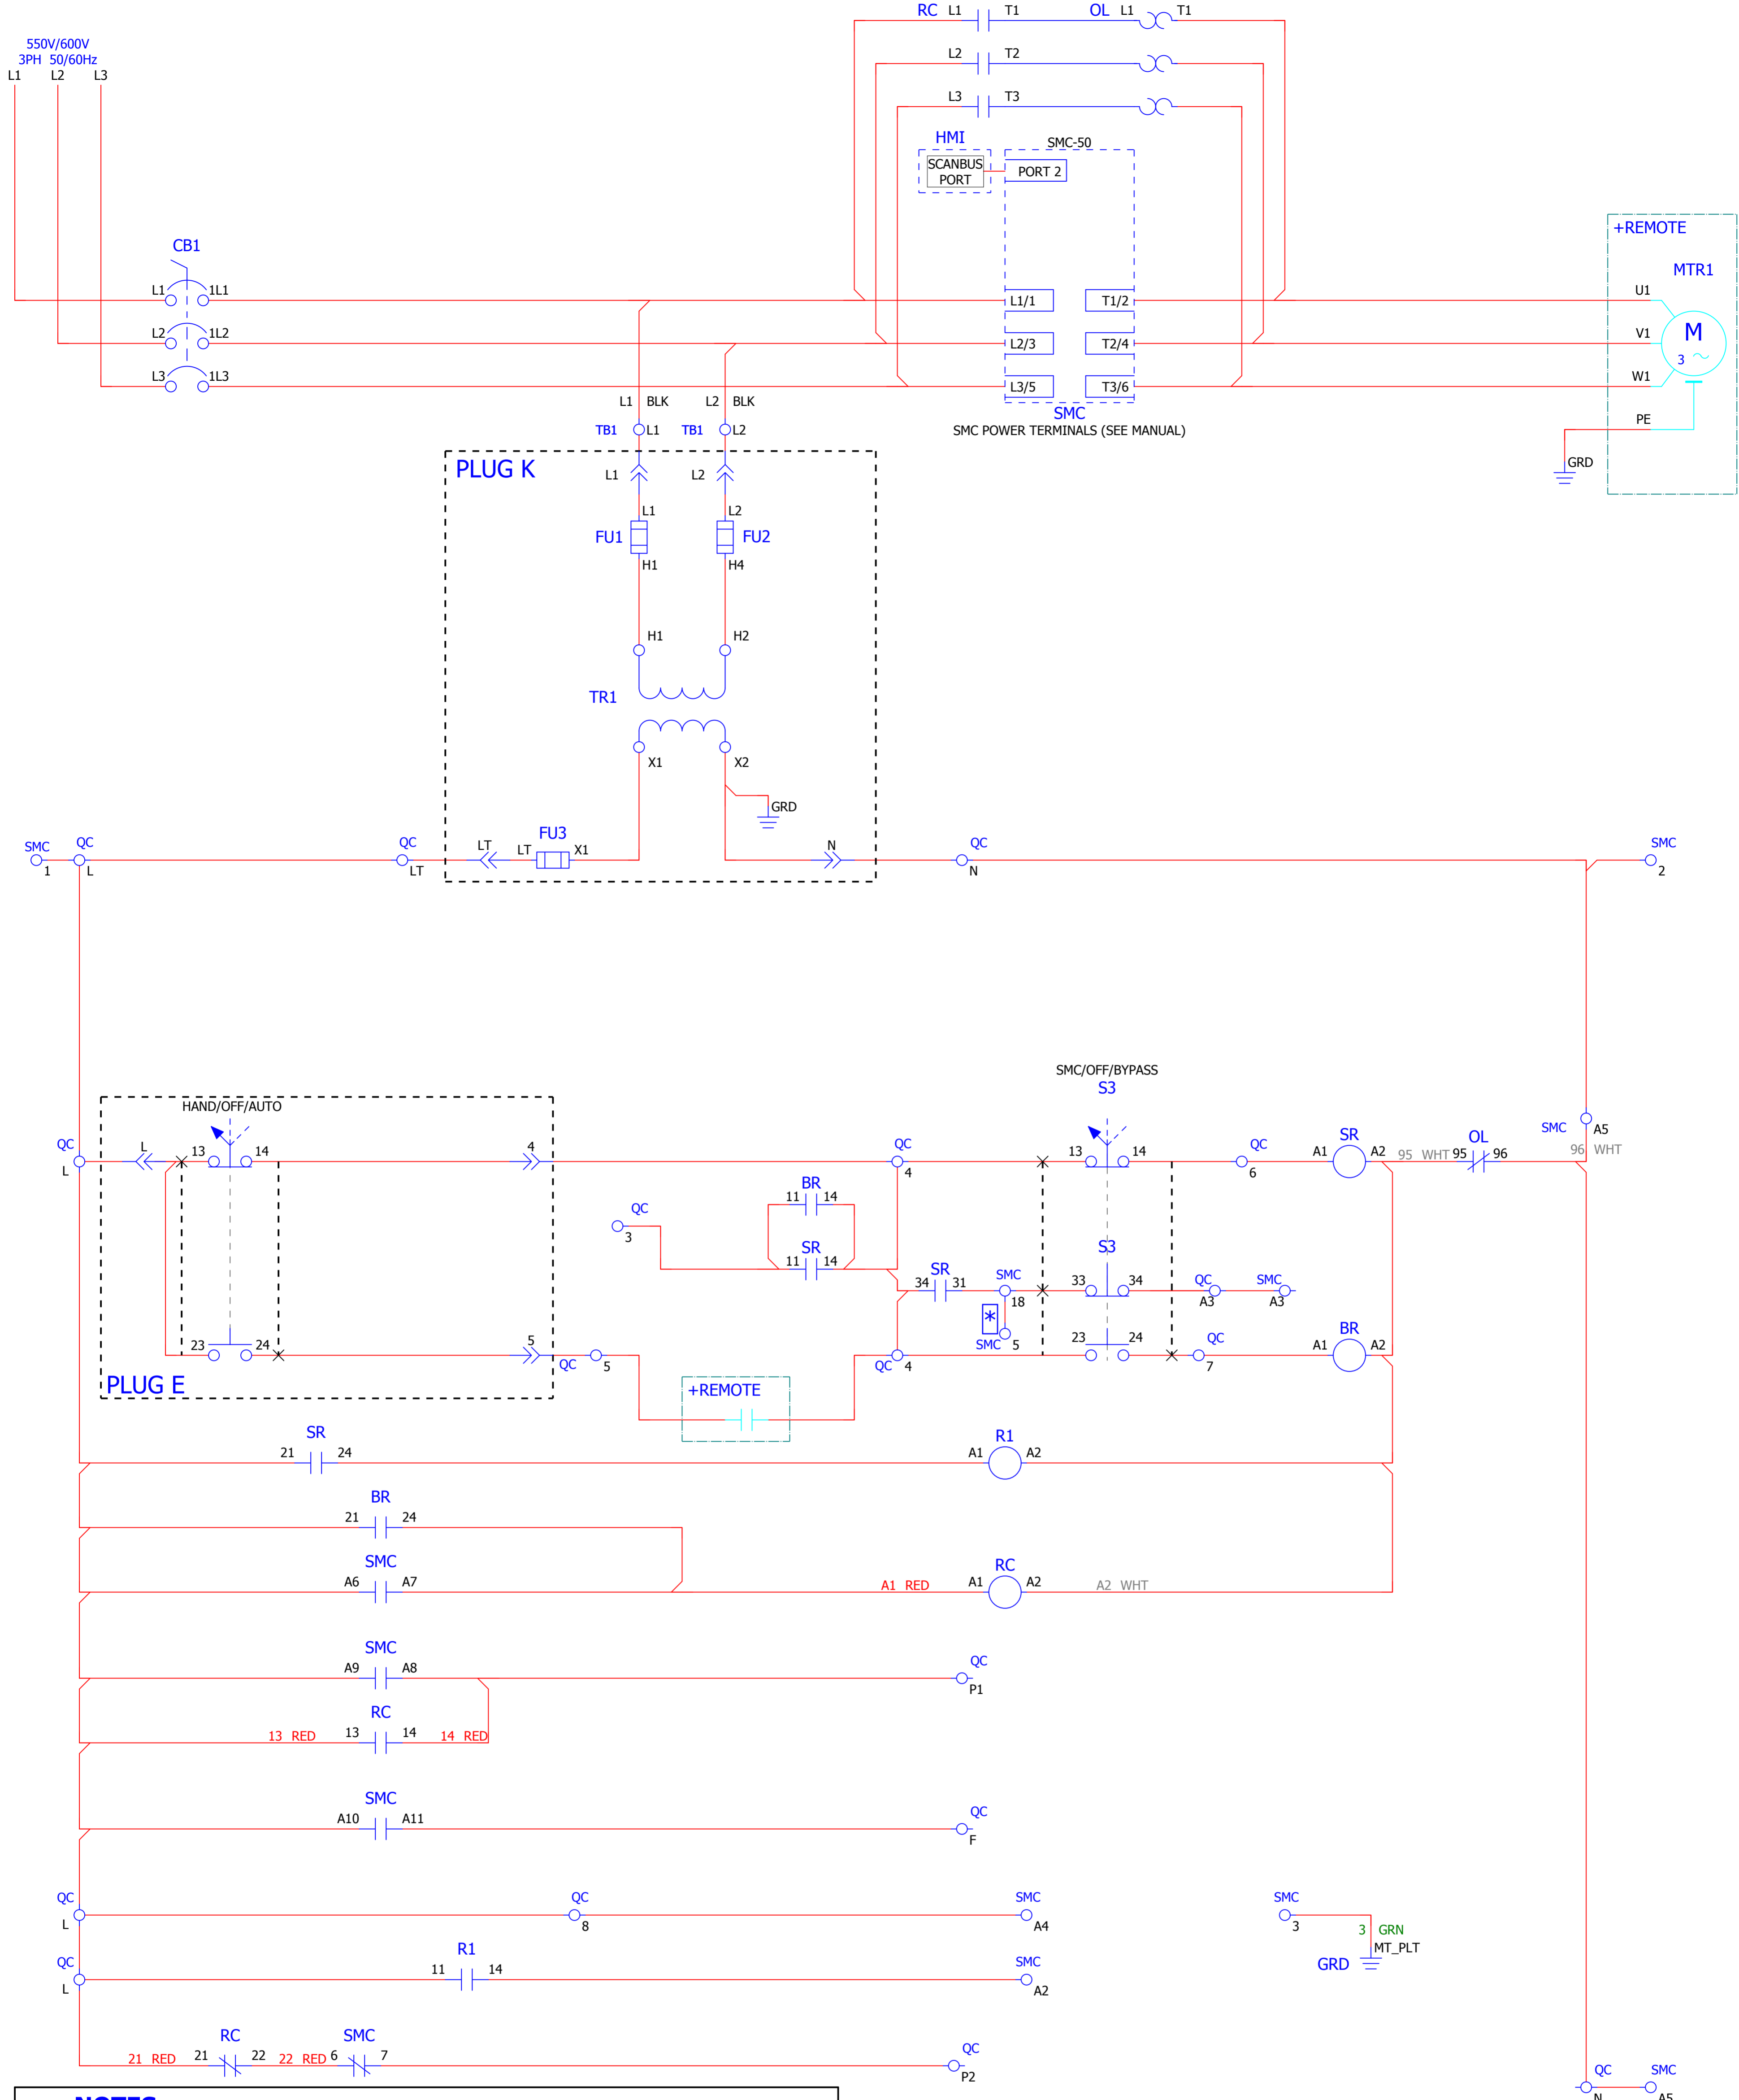 RC L1 T1 OL L1 T1
550V/600V
3PH 50/60Hz
L1 L2 L3
L2 T2
L3 T3
HMI
SMC-50
SCANBUS
PORT
PORT 2
+REMOTE
MTR1
CB1
L1 1L1
L1/1 T1/2
U1
L2 1L2
L2/3 T2/4
V1
M
3
L3 1L3
L3/5 T3/6
W1
L1 BLK L2 BLK
SMC
SMC POWER TERMINALS (SEE MANUAL)
PE
GRD
TB1 L1 TB1 L2
PLUG K
L1 L2
L1 L2
FU1 FU2
H1 H4
H1 H2
TR1
X1 X2
GRD
SMC QC QC LT LT FU3 X1 N QC SMC
1 L LT N 2
SMC/OFF/BYPASS
S3
HAND/OFF/AUTO
QC L 13 14 4 QC 13 14 QC SR A1 A2 95 WHT 95 OL 96 SMC A5
96 WHT
L 4 6
BR
11 14
QC
3
SR
11 14
S3
SR
34 31 SMC 33 34 QC SMC
18 A3 A3
*
SMC 5
23 24 5 QC 5 QC 4 23 24 QC 7 BR A1 A2
PLUG E
+REMOTE
SR
21 24
R1
A1 A2
BR
21 24
SMC
A6 A7
RC
A1 RED A1 A2 A2 WHT
SMC
A9 A8
QC
P1
RC
13 RED 13 14 14 RED
SMC
A10 A11
QC
F
QC QC SMC SMC
L 8 A4 3
3 GRN
MT_PLT
GRD
QC R1 SMC
L 11 14 A2
RC SMC
21 RED 21 22 22 RED 6 7
QC
P2
QC SMC
N A5
NOTES